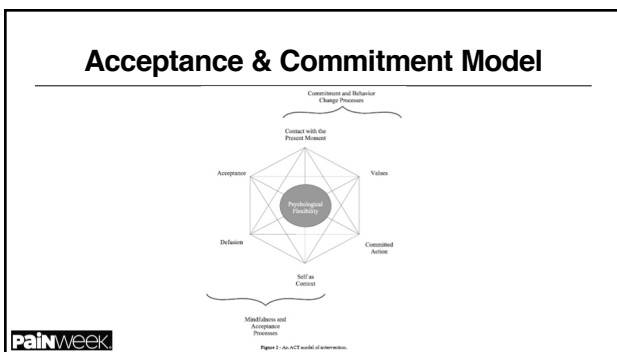 Acceptance & Commitment Model
Commitment and Behavior
Change Processes
Contact with the
Present Moment
Acceptance
Values
Psychological
Flexibility
Defusion
Committed
Action
Self as
Context
Mindfulness and
Acceptance
Processes
PaiNWEEK.
Figure 2 - An ACT model of intervention.